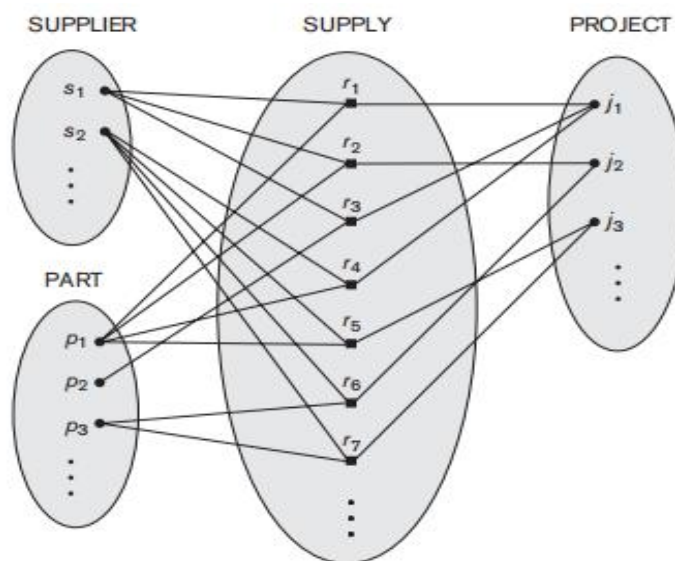 SUPPLIER
SUPPLY
PROJECT
s1
s2
PART
p1
p2
p3
r1
r2
r3
r4
r5
r6
r7
j1
j2
j3